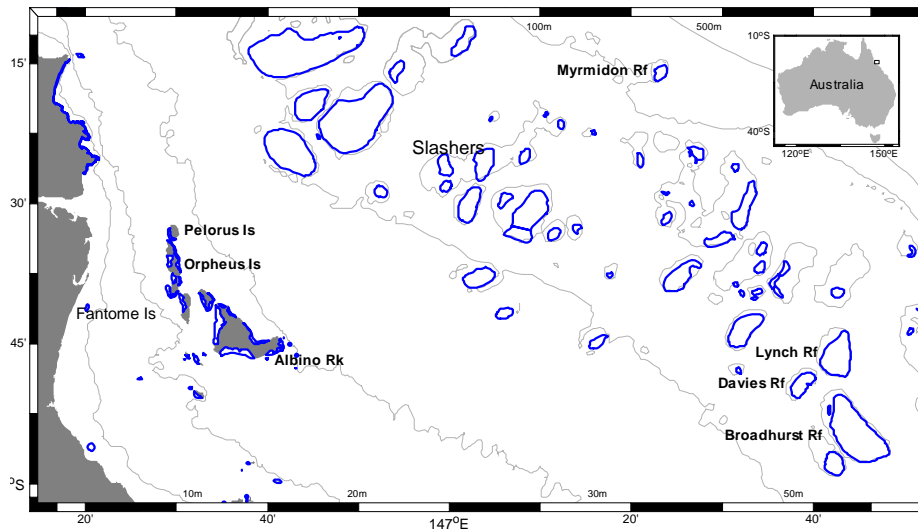 100m
500m
10°S
15'
Myrmidon Rf
Australia
40°S
120°E
150°E
Slashers
30'
Pelorus Is
Orpheus Is
Fantome Is
45'
Albino Rk
Lynch Rf
Davies Rf
Broadhurst Rf
°S
10m
20m
30m
50m
20'
40'
147°E
20'
40'